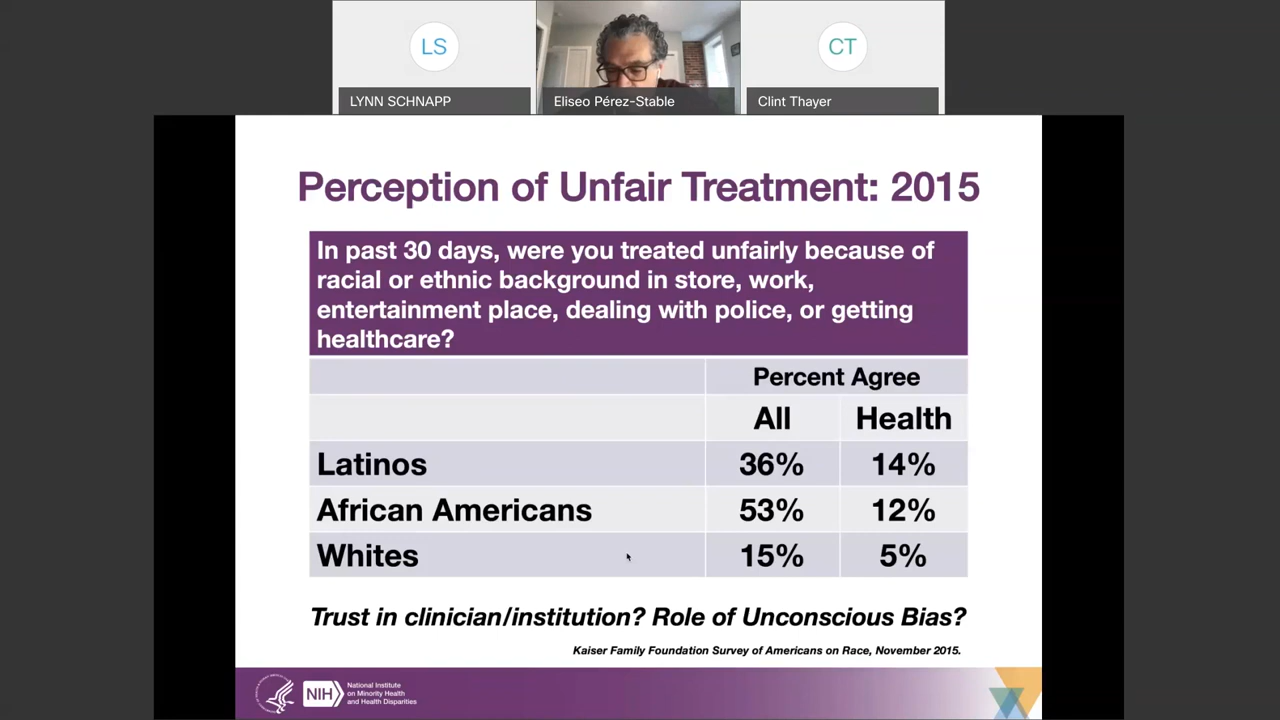 LS
CT
LYNN SCHNAPP
Eliseo Pérez-Stable
Clint Thayer
Perception of Unfair Treatment: 2015
In past 30 days, were you treated unfairly because of
racial or ethnic background in store, work,
entertainment place, dealing with police, or getting
healthcare?
Percent Agree
All Health
Latinos 36% 14%
African Americans 53% 12%
Whites 15% 5%
Trust in clinician/institution? Role of Unconscious Bias?
Kaiser Family Foundation Survey of Americans on Race, November 2015.
NIH
National Institute
on Minority Health
and Health Disparities